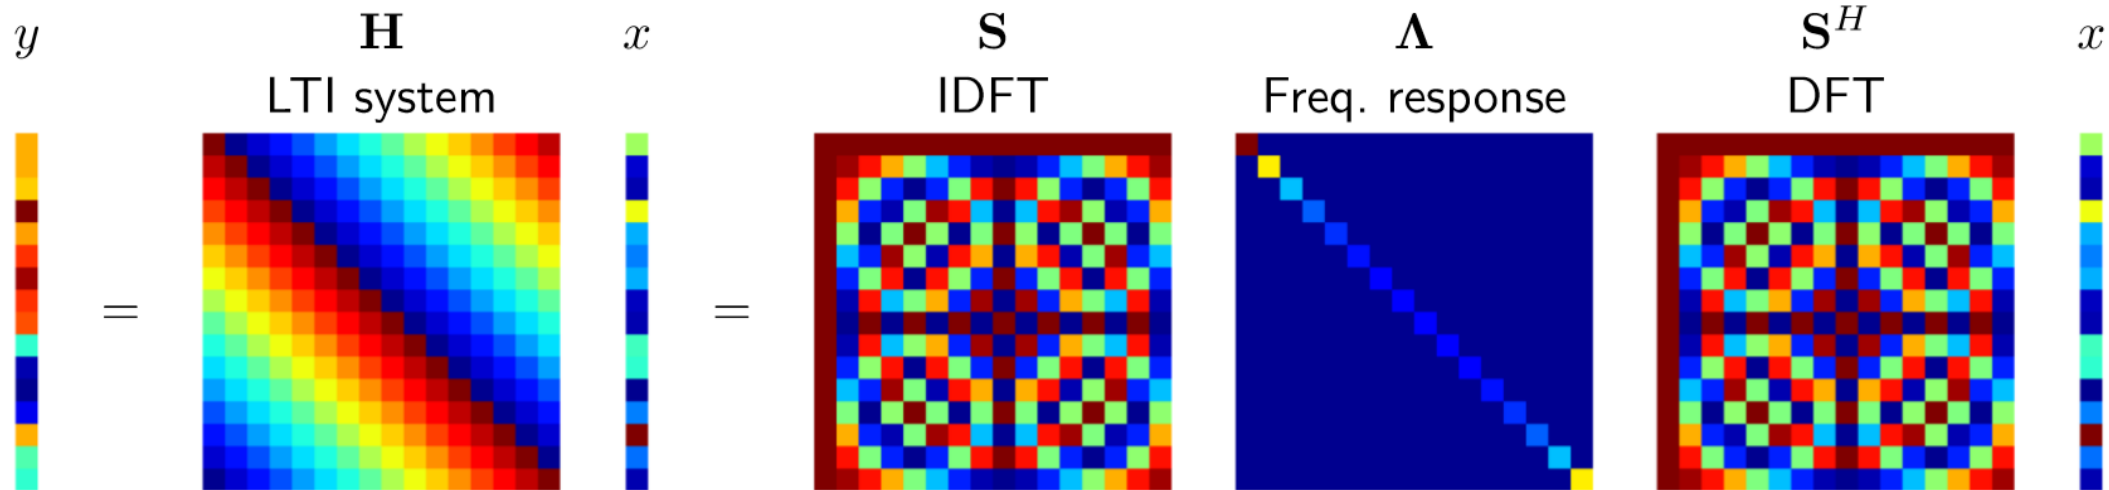 y H x S Λ S^H x
LTI system IDFT Freq. response DFT
= =